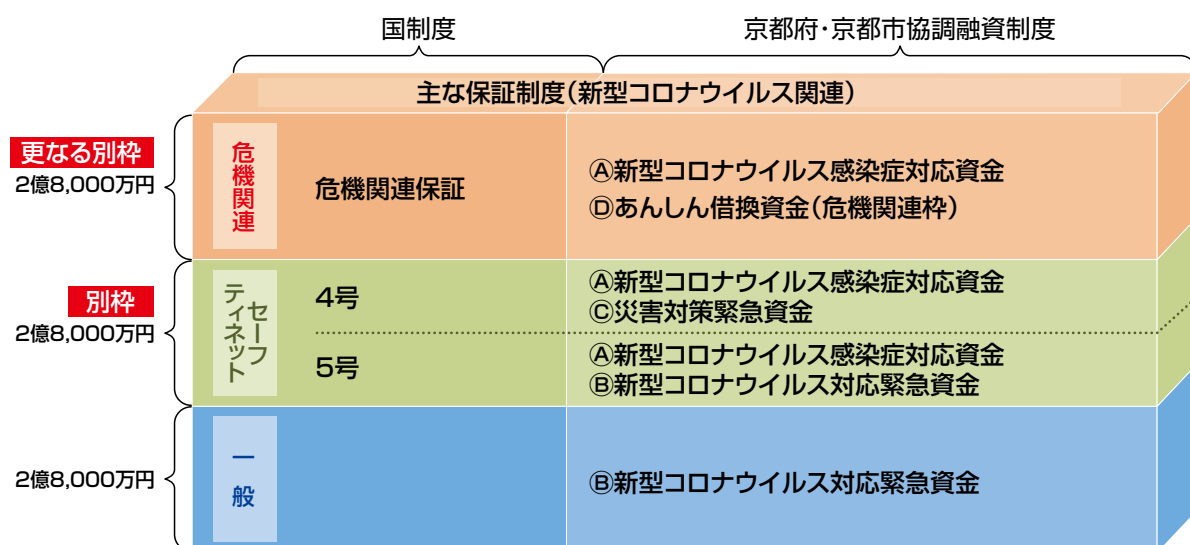 国制度
京都府・京都市協調融資制度
主な保証制度(新型コロナウイルス関連)
更なる別枠
2億8,000万円
危機関連
危機関連保証
Ⓐ新型コロナウイルス感染症対応資金
Ⓓあんしん借換資金(危機関連枠)
別枠
2億8,000万円
セーフ
ティネット
4号
Ⓐ新型コロナウイルス感染症対応資金
Ⓒ災害対策緊急資金
5号
Ⓐ新型コロナウイルス感染症対応資金
Ⓑ新型コロナウイルス対応緊急資金
2億8,000万円
一般
Ⓑ新型コロナウイルス対応緊急資金